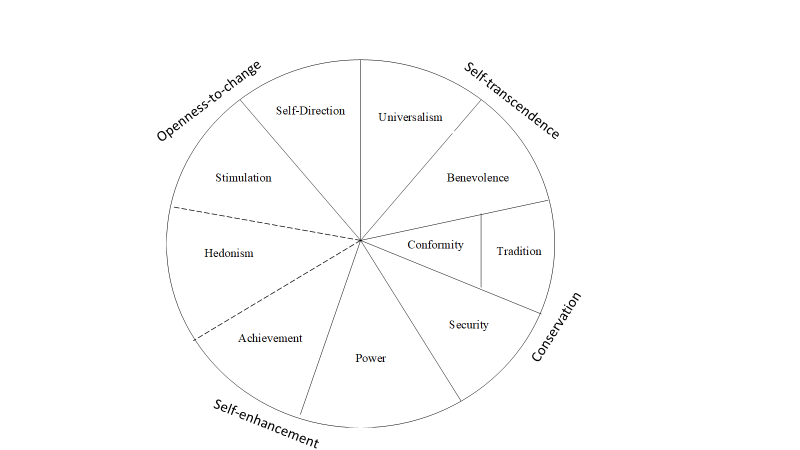 Openness-to-change
Self-transcendence
Self-Direction
Universalism
Stimulation
Benevolence
Hedonism
Conformity
Tradition
Achievement
Security
Power
Conservation
Self-enhancement